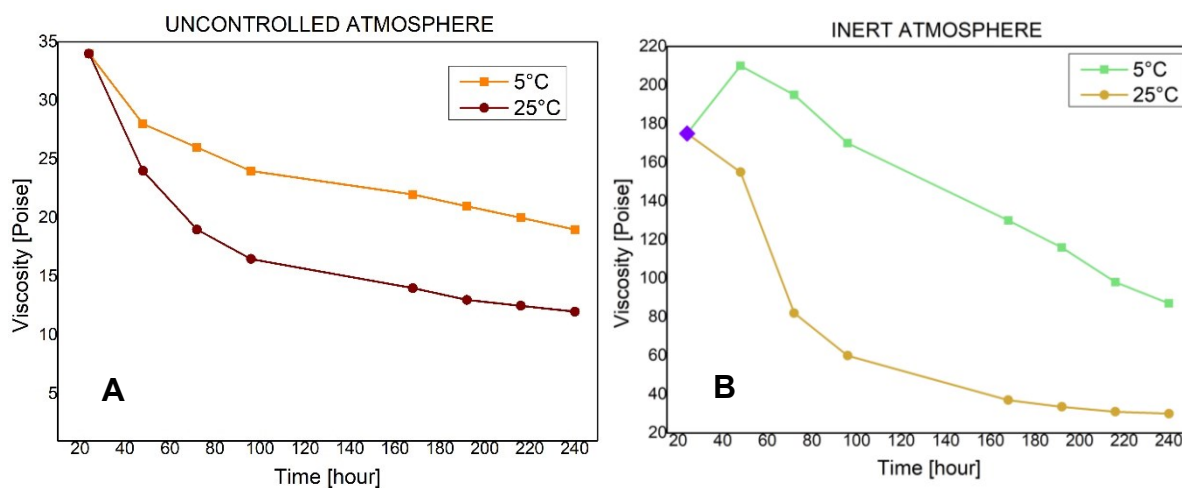 UNCONTROLLED ATMOSPHERE
35
30
25
20
15
10
5
Viscosity [Poise]
5°C
25°C
A
20 40 60 80 100 120 140 160 180 200 220 240
Time [hour]
INERT ATMOSPHERE
220
200
180
160
140
120
100
80
60
40
20
Viscosity [Poise]
5°C
25°C
B
20 40 60 80 100 120 140 160 180 200 220 240
Time [hour]